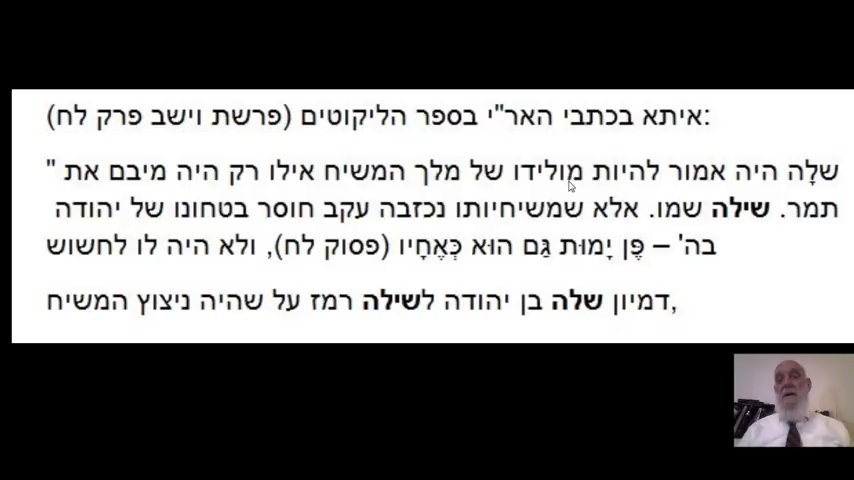 איתא בכתבי האר"י בספר הליקוטים (פרשת וישב פרק לח):
שלָה היה אמור להיות מולידו של מלך המשיח אילו רק היה מיבם את "
תמר. שילה שמו. אלא שמשיחיותו נכזבה עקב חוסר בטחונו של יהודה
בה' – פֶּן יָמוּת גַּם הוּא כְּאֶחָיו (פסוק לח), ולא היה לו לחשוש
דמיון שלה בן יהודה לשילה רמז על שהיה ניצוץ המשיח,